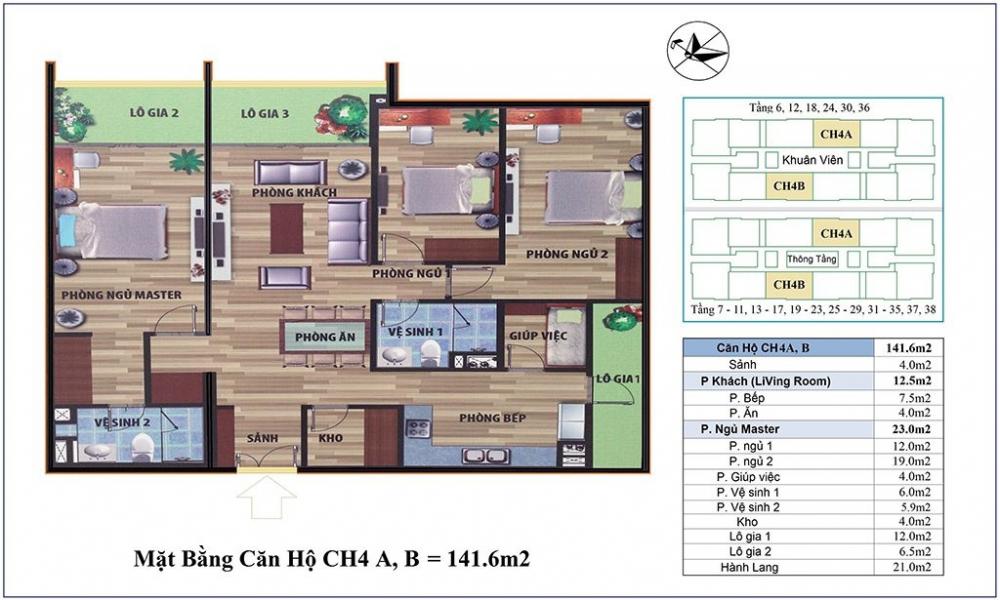 LÔ GIA 2
LÔ GIA 3
PHÒNG KHÁCH
PHÒNG NGỦ 2
PHÒNG NGỦ 1
PHÒNG NGỦ MASTER
VỆ SINH 1
GIÚP VIỆC
PHÒNG ĂN
LÔ GIA 1
PHÒNG BẾP
VỆ SINH 2
SẢNH
KHO
Mặt Bằng Căn Hộ CH4 A, B = 141.6m2
Tầng 6, 12, 18, 24, 30, 36
CH4A
Khuân Viên
CH4B
CH4A
Thông Tầng
CH4B
Tầng 7 - 11, 13 - 17, 19 - 23, 25 - 29, 31 - 35, 37, 38
Căn Hộ CH4A, B 141.6m2
Sảnh 4.0m2
P Khách (LiVing Room) 12.5m2
P. Bếp 7.5m2
P. Ăn 4.0m2
P. Ngủ Master 23.0m2
P. ngủ 1 12.0m2
P. ngủ 2 19.0m2
P. Giúp việc 4.0m2
P. Vệ sinh 1 6.0m2
P. Vệ sinh 2 5.9m2
Kho 4.0m2
Lô gia 1 12.0m2
Lô gia 2 6.5m2
Hành Lang 21.0m2